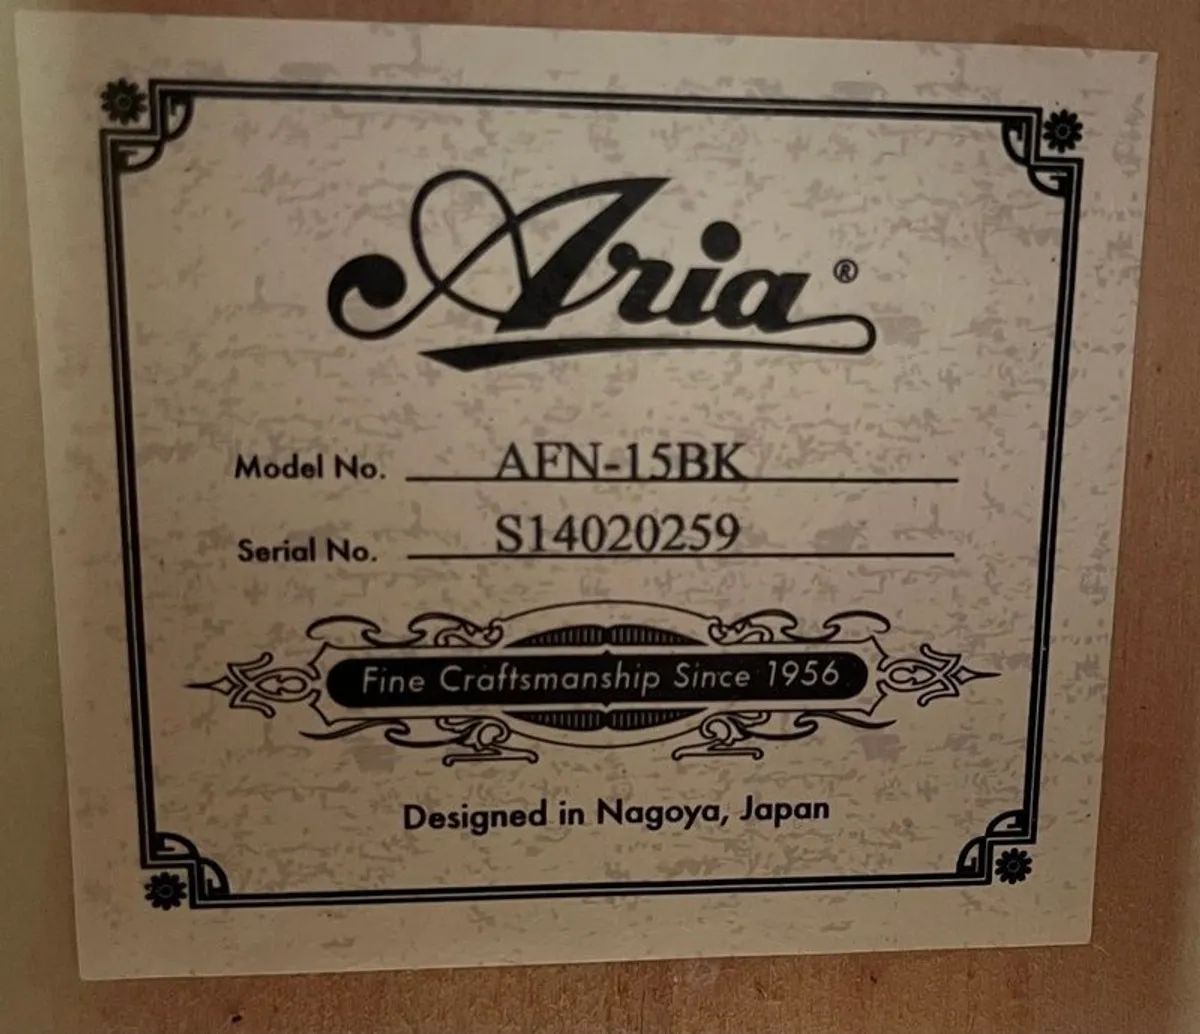 Aria®
Model No. AFN-15BK
Serial No. S14020259
Fine Craftsmanship Since 1956
Designed in Nagoya, Japan